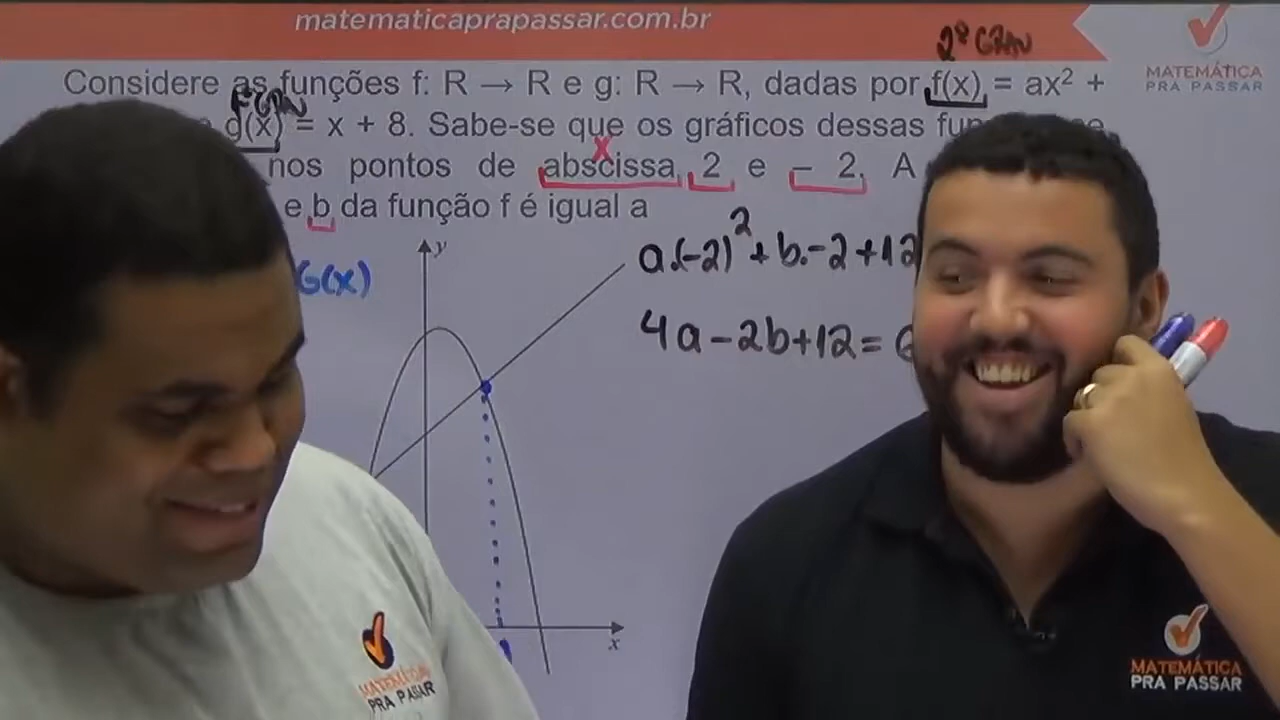 matematicaprapassar.com.br
2º GRAU
MATEMÁTICA
PRA PASSAR
Considere as funções f: R → R e g: R → R, dadas por f(x) = ax² +
g(x) = x + 8. Sabe-se que os gráficos dessas
x
nos pontos de abscissa 2 e – 2. A
e b da função f é igual a
G(x)
y
a.(-2)²+b.-2+12
4a-2b+12=
x
MATEMÁTICA
PRA PASSAR
MATEMÁTICA
PRA PASSAR